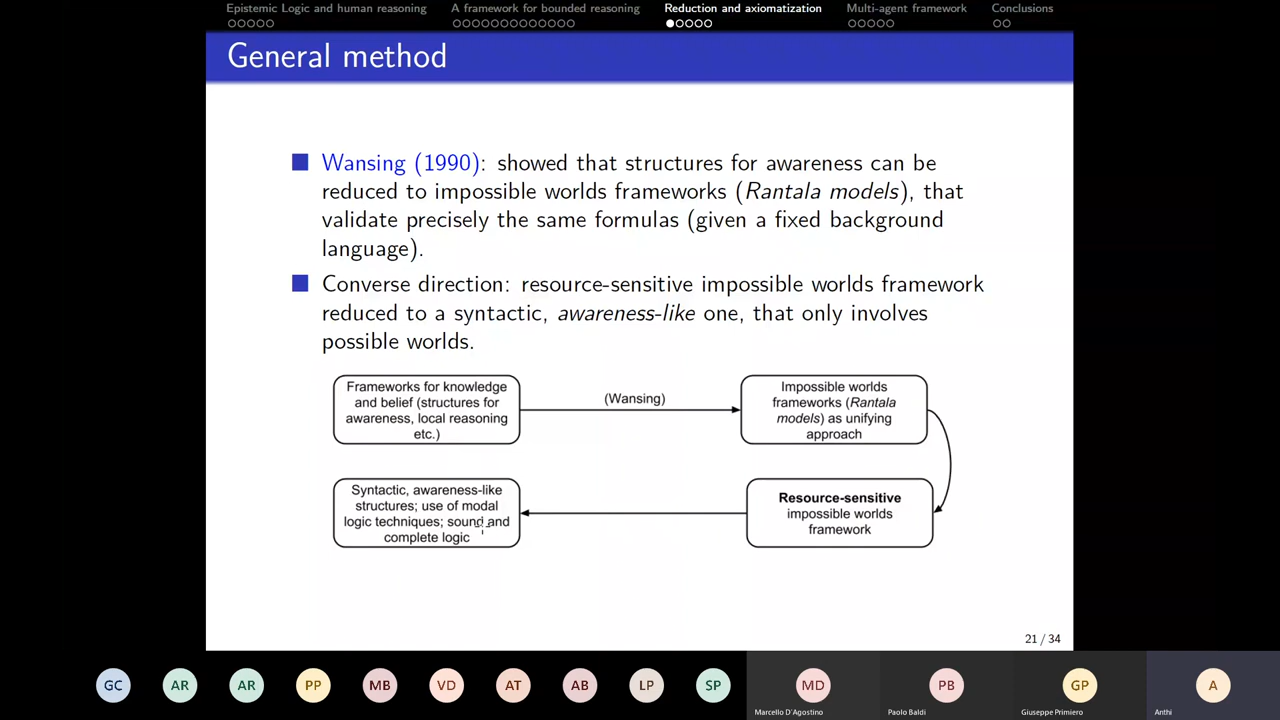 Epistemic Logic and human reasoning
A framework for bounded reasoning
Reduction and axiomatization
Multi-agent framework
Conclusions
General method
Wansing (1990): showed that structures for awareness can be
reduced to impossible worlds frameworks (Rantala models), that
validate precisely the same formulas (given a fixed background
language).
Converse direction: resource-sensitive impossible worlds framework
reduced to a syntactic, awareness-like one, that only involves
possible worlds.
Frameworks for knowledge
and belief (structures for
awareness, local reasoning
etc.)
(Wansing)
Impossible worlds
frameworks (Rantala
models) as unifying
approach
Syntactic, awareness-like
structures; use of modal
logic techniques; sound and
complete logic
Resource-sensitive
impossible worlds
framework
21 / 34
GC
AR
AR
PP
MB
VD
AT
AB
LP
SP
MD
Marcello D'Agostino
PB
Paolo Baldi
GP
Giuseppe Primiero
A
Anthi